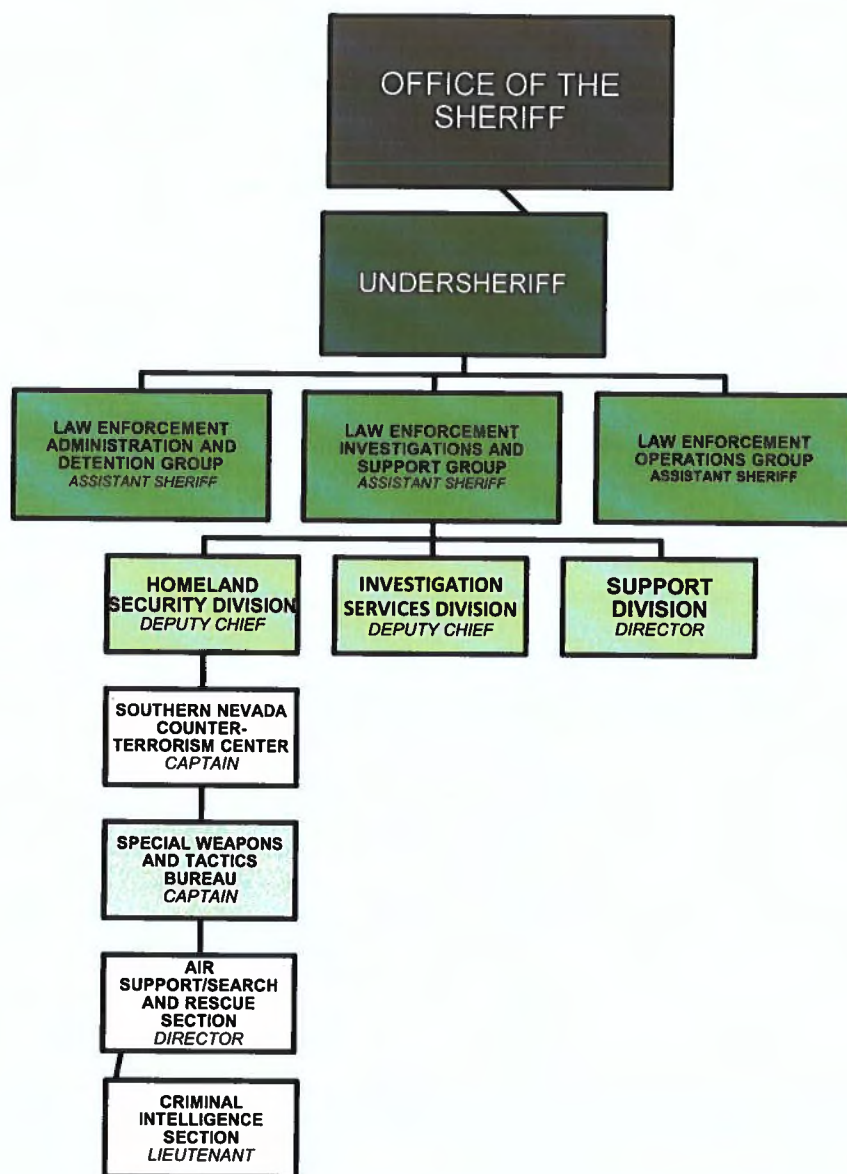 OFFICE OF THE
SHERIFF
UNDERSHERIFF
LAW ENFORCEMENT
ADMINISTRATION AND
DETENTION GROUP
ASSISTANT SHERIFF
LAW ENFORCEMENT
INVESTIGATIONS AND
SUPPORT GROUP
ASSISTANT SHERIFF
LAW ENFORCEMENT
OPERATIONS GROUP
ASSISTANT SHERIFF
HOMELAND
SECURITY DIVISION
DEPUTY CHIEF
INVESTIGATION
SERVICES DIVISION
DEPUTY CHIEF
SUPPORT
DIVISION
DIRECTOR
SOUTHERN NEVADA
COUNTER-
TERRORISM CENTER
CAPTAIN
SPECIAL WEAPONS
AND TACTICS
BUREAU
CAPTAIN
AIR
SUPPORT/SEARCH
AND RESCUE
SECTION
DIRECTOR
CRIMINAL
INTELLIGENCE
SECTION
LIEUTENANT